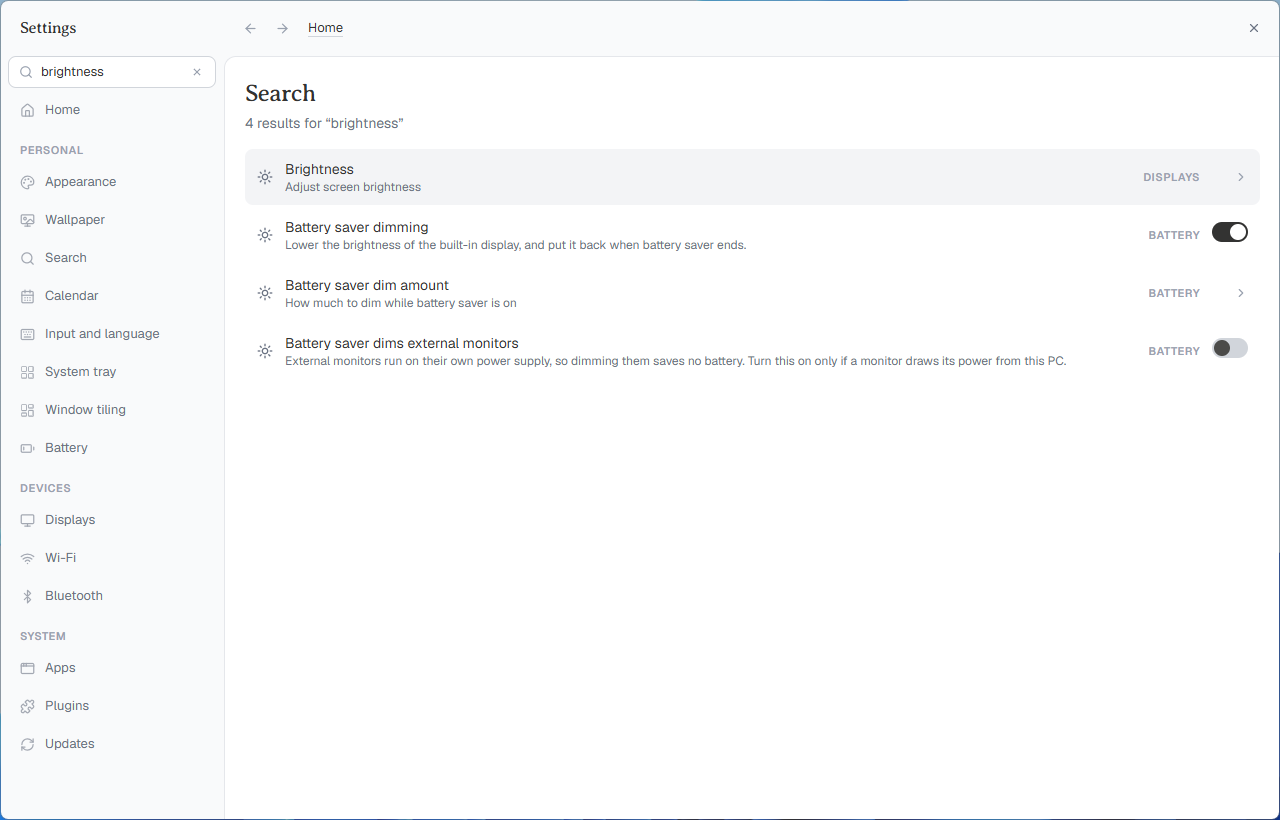 Settings
Home
brightness
Home
PERSONAL
Appearance
Wallpaper
Search
Calendar
Input and language
System tray
Window tiling
Battery
DEVICES
Displays
Wi-Fi
Bluetooth
SYSTEM
Apps
Plugins
Updates
Search
4 results for “brightness”
Brightness
Adjust screen brightness
DISPLAYS
Battery saver dimming
Lower the brightness of the built-in display, and put it back when battery saver ends.
BATTERY
Battery saver dim amount
How much to dim while battery saver is on
BATTERY
Battery saver dims external monitors
External monitors run on their own power supply, so dimming them saves no battery. Turn this on only if a monitor draws its power from this PC.
BATTERY